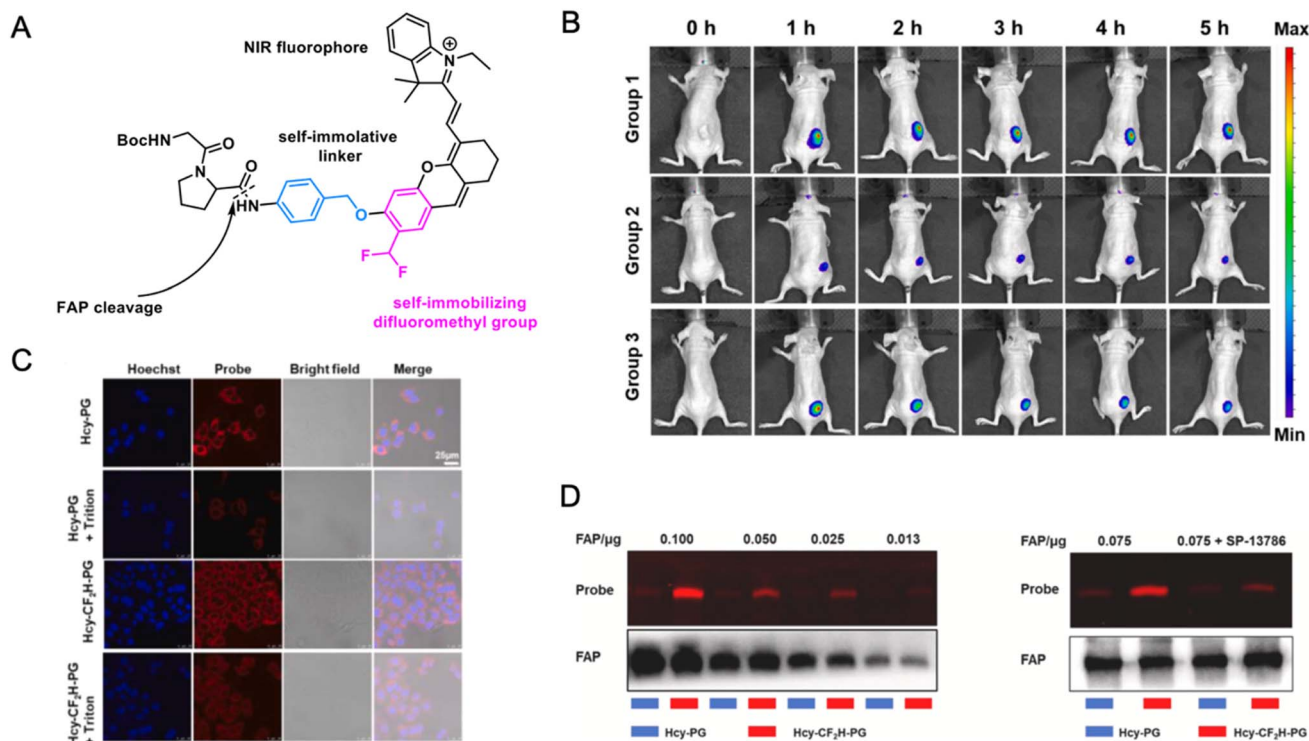 A
NIR fluorophore
N
+
BocHN
O
N
O
HN
self-immolative
linker
O
O
F
F
FAP cleavage
self-immobilizing
difluoromethyl group
B
0 h 1 h 2 h 3 h 4 h 5 h
Max
Group 1
Group 2
Group 3
Min
C
Hoechst Probe Bright field Merge
Hcy-PG
25μm
Hcy-PG
+ Trition
Hcy-CF₂H-PG
Hcy-CF₂H-PG
+ Triton
D
FAP/μg 0.100 0.050 0.025 0.013
Probe
FAP
Hcy-PG Hcy-CF₂H-PG
FAP/μg 0.075 0.075 + SP-13786
Probe
FAP
Hcy-PG Hcy-CF₂H-PG